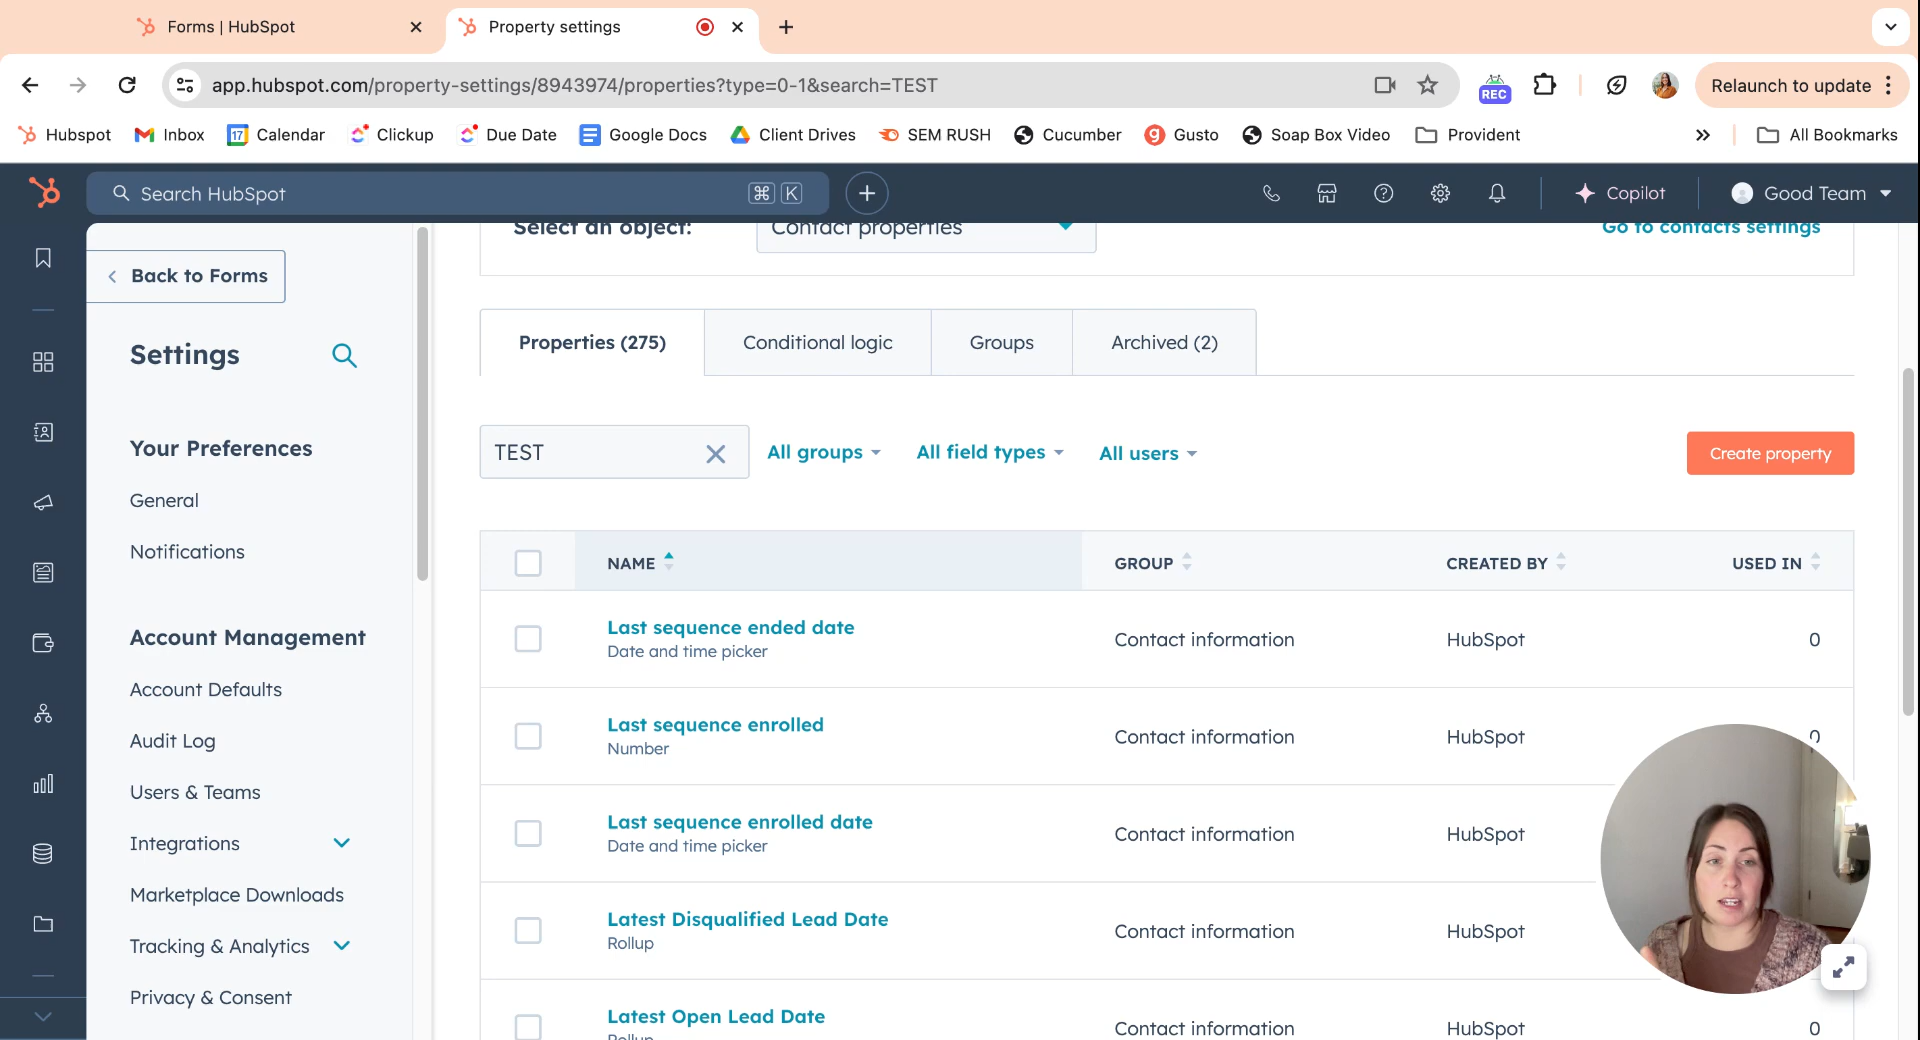 Forms | HubSpot
Property settings
app.hubspot.com/property-settings/8943974/properties?type=0-1&search=TEST
REC
Relaunch to update
Hubspot
Inbox
17 Calendar
Clickup
Due Date
Google Docs
Client Drives
SEM RUSH
Cucumber
Gusto
Soap Box Video
Provident
All Bookmarks
Search HubSpot
⌘ K
Copilot
Good Team
Back to Forms
Settings
Your Preferences
General
Notifications
Account Management
Account Defaults
Audit Log
Users & Teams
Integrations
Marketplace Downloads
Tracking & Analytics
Privacy & Consent
Select an object:
Contact properties
Go to contacts settings
Properties (275)
Conditional logic
Groups
Archived (2)
TEST
All groups
All field types
All users
Create property
NAME
GROUP
CREATED BY
USED IN
Last sequence ended date
Date and time picker
Contact information
HubSpot
0
Last sequence enrolled
Number
Contact information
HubSpot
0
Last sequence enrolled date
Date and time picker
Contact information
HubSpot
Latest Disqualified Lead Date
Rollup
Contact information
HubSpot
Latest Open Lead Date
Rollup
Contact information
HubSpot
0